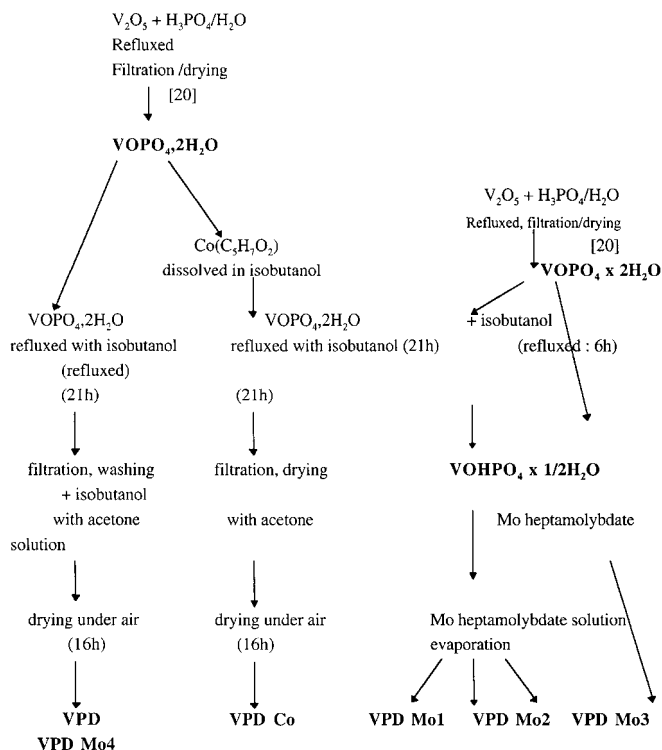 V₂O₅ + H₃PO₄/H₂O
Refluxed
Filtration /drying
[20]
VOPO₄,2H₂O
Co(C₅H₇O₂)
dissolved in isobutanol
VOPO₄,2H₂O
refluxed with isobutanol
(refluxed)
(21h)
VOPO₄,2H₂O
refluxed with isobutanol (21h)
(21h)
filtration, washing
+ isobutanol
with acetone
solution
filtration, drying
with acetone
drying under air
(16h)
drying under air
(16h)
VPD
VPD Mo4
VPD Co
V₂O₅ + H₃PO₄/H₂O
Refluxed, filtration/drying
[20]
VOPO₄ x 2H₂O
+ isobutanol
(refluxed : 6h)
VOHPO₄ x 1/2H₂O
Mo heptamolybdate
Mo heptamolybdate solution
evaporation
VPD Mo1
VPD Mo2
VPD Mo3